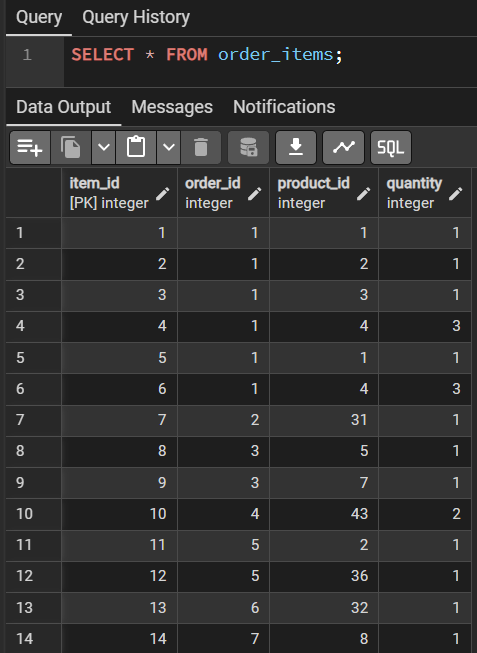 Query Query History
1 SELECT * FROM order_items;
Data Output Messages Notifications
SQL
item_id order_id product_id quantity
[PK] integer integer integer integer
1 1 1 1 1
2 2 1 2 1
3 3 1 3 1
4 4 1 4 3
5 5 1 1 1
6 6 1 4 3
7 7 2 31 1
8 8 3 5 1
9 9 3 7 1
10 10 4 43 2
11 11 5 2 1
12 12 5 36 1
13 13 6 32 1
14 14 7 8 1